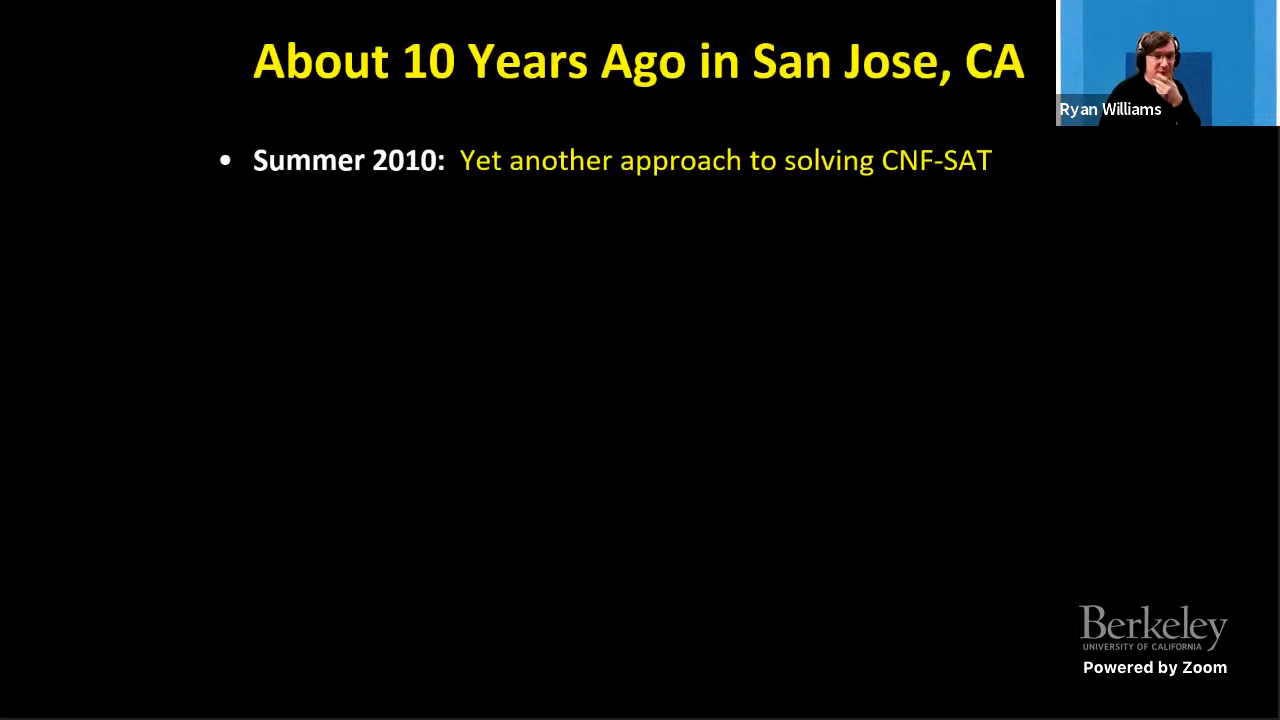 About 10 Years Ago in San Jose, CA
Ryan Williams
• Summer 2010: Yet another approach to solving CNF-SAT
Berkeley
UNIVERSITY OF CALIFORNIA
Powered by Zoom